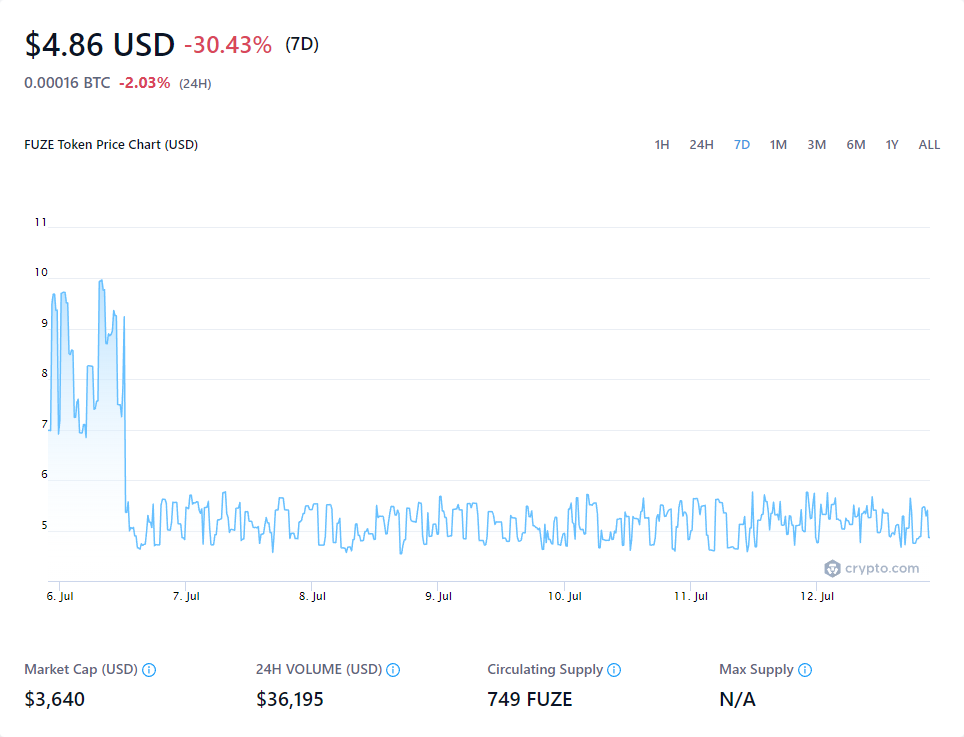 $4.86 USD -30.43% (7D)
0.00016 BTC -2.03% (24H)
FUZE Token Price Chart (USD) 1H 24H 7D 1M 3M 6M 1Y ALL
11
10
9
8
7
6
5
crypto.com
6. Jul 7. Jul 8. Jul 9. Jul 10. Jul 11. Jul 12. Jul
Market Cap (USD) 24H VOLUME (USD) Circulating Supply Max Supply
$3,640 $36,195 749 FUZE N/A